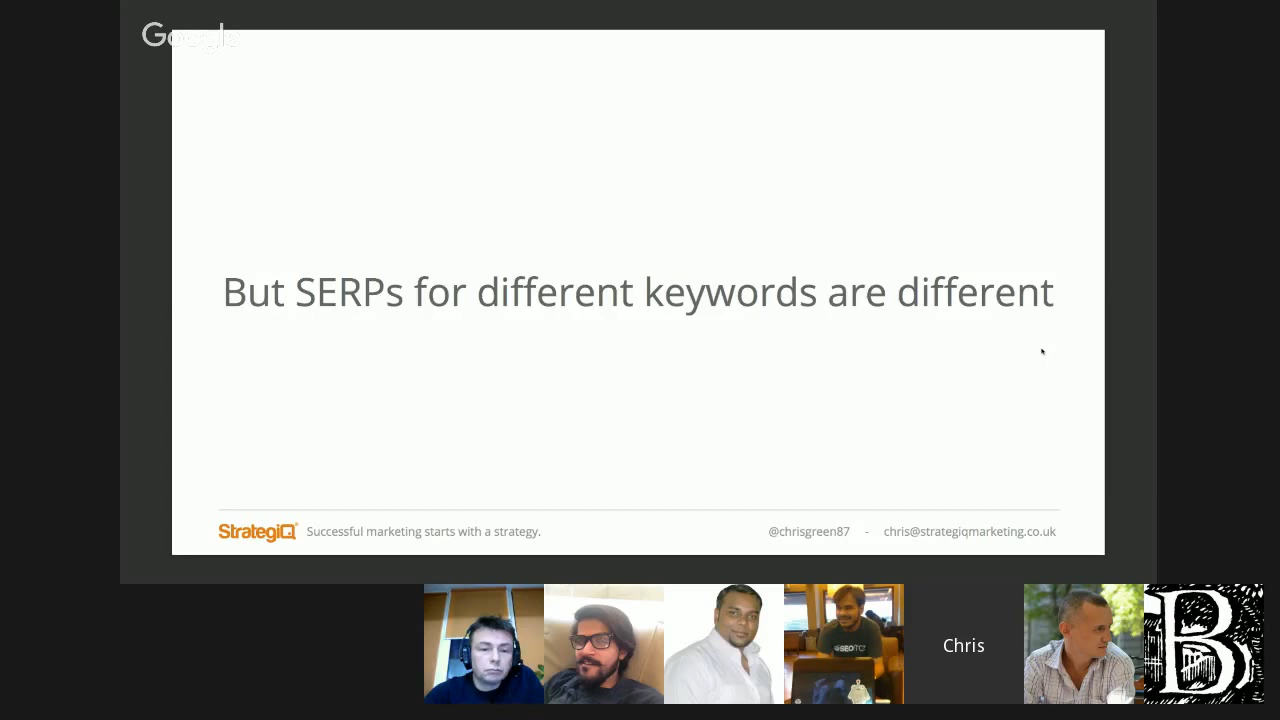 Google
But SERPs for different keywords are different
StrategiQ Successful marketing starts with a strategy. @chrisgreen87 - chris@strategiqmarketing.co.uk
SEO
Chris
B